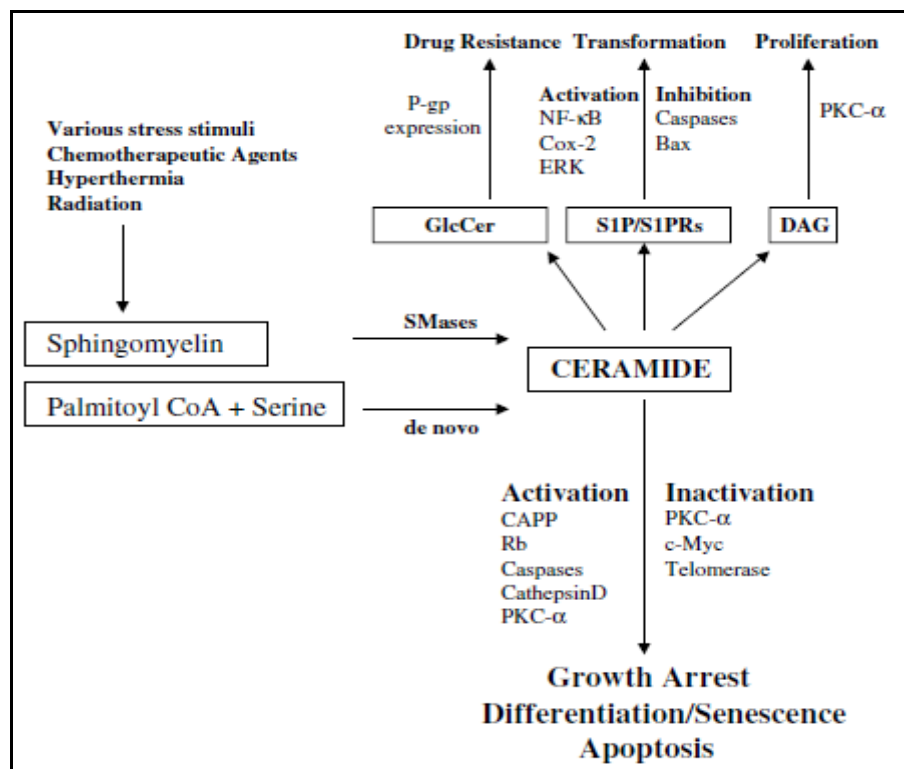 Drug Resistance Transformation Proliferation
P-gp
expression
Activation
NF-κB
Cox-2
ERK
Inhibition
Caspases
Bax
PKC-α
Various stress stimuli
Chemotherapeutic Agents
Hyperthermia
Radiation
GlcCer
S1P/S1PRs
DAG
Sphingomyelin
SMases
CERAMIDE
Palmitoyl CoA + Serine
de novo
Activation
CAPP
Rb
Caspases
CathepsinD
PKC-α
Inactivation
PKC-α
c-Myc
Telomerase
Growth Arrest
Differentiation/Senescence
Apoptosis